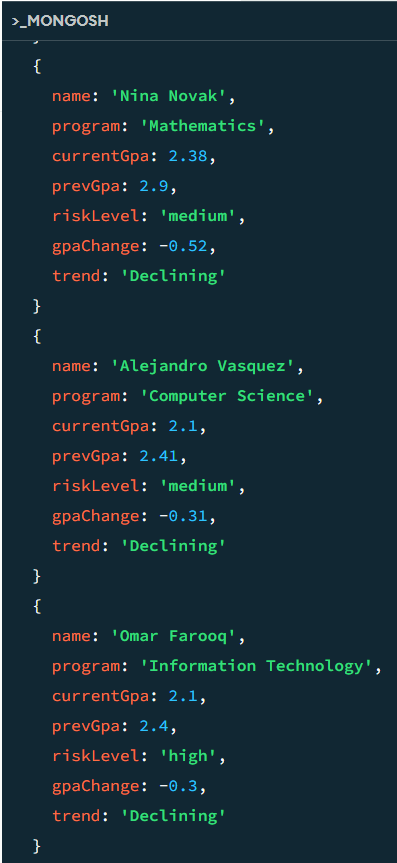 >_MONGOSH
}
{
name: 'Nina Novak',
program: 'Mathematics',
currentGpa: 2.38,
prevGpa: 2.9,
riskLevel: 'medium',
gpaChange: -0.52,
trend: 'Declining'
}
{
name: 'Alejandro Vasquez',
program: 'Computer Science',
currentGpa: 2.1,
prevGpa: 2.41,
riskLevel: 'medium',
gpaChange: -0.31,
trend: 'Declining'
}
{
name: 'Omar Farooq',
program: 'Information Technology',
currentGpa: 2.1,
prevGpa: 2.4,
riskLevel: 'high',
gpaChange: -0.3,
trend: 'Declining'
}